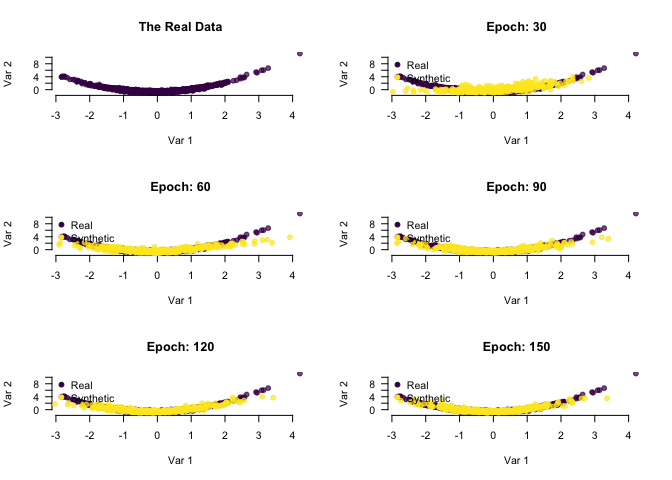 The Real Data
Var 2
8
4
0
-3 -2 -1 0 1 2 3 4
Var 1
Epoch: 30
Var 2
8
4
0
Real
Synthetic
-3 -2 -1 0 1 2 3 4
Var 1
Epoch: 60
Var 2
8
4
0
Real
Synthetic
-3 -2 -1 0 1 2 3 4
Var 1
Epoch: 90
Var 2
8
4
0
Real
Synthetic
-3 -2 -1 0 1 2 3 4
Var 1
Epoch: 120
Var 2
8
4
0
Real
Synthetic
-3 -2 -1 0 1 2 3 4
Var 1
Epoch: 150
Var 2
8
4
0
Real
Synthetic
-3 -2 -1 0 1 2 3 4
Var 1